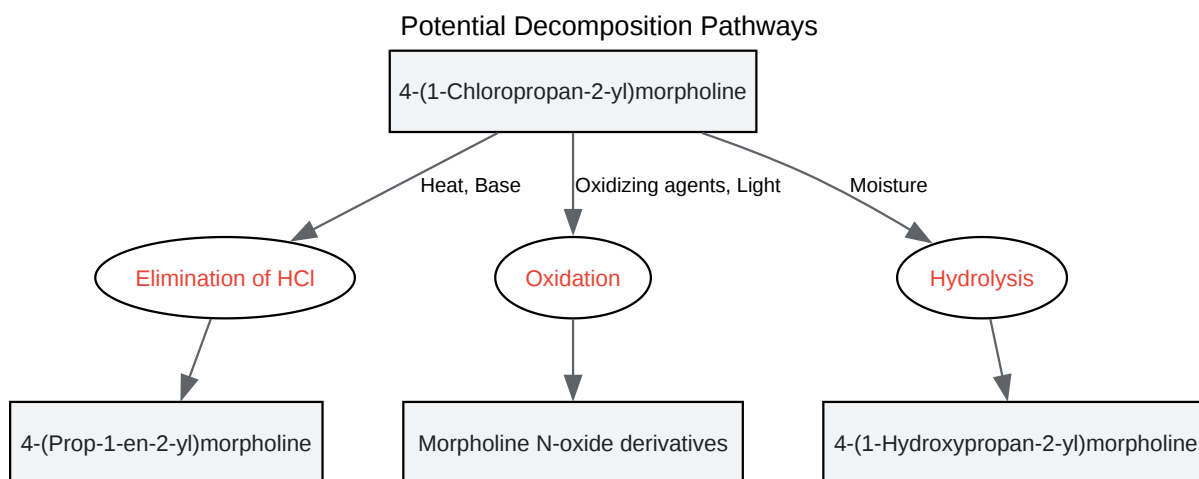 Potential Decomposition Pathways
4-(1-Chloropropan-2-yl)morpholine
Heat, Base
Oxidizing agents, Light
Moisture
Elimination of HCl
Oxidation
Hydrolysis
4-(Prop-1-en-2-yl)morpholine
Morpholine N-oxide derivatives
4-(1-Hydroxypropan-2-yl)morpholine